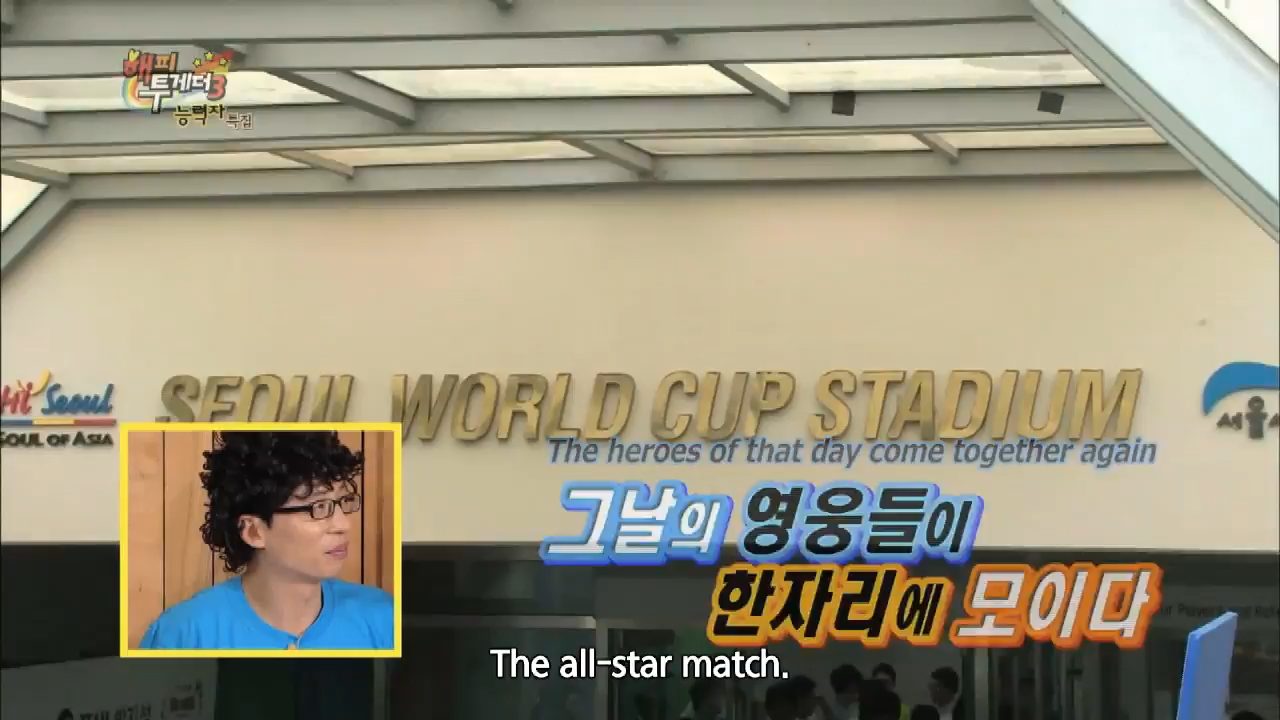 해피
투게더3
능력자 특집
Hi Seoul
SOUL OF ASIA
SEOUL WORLD CUP STADIUM
The heroes of that day come together again
그날의 영웅들이
한자리에 모이다
The all-star match.